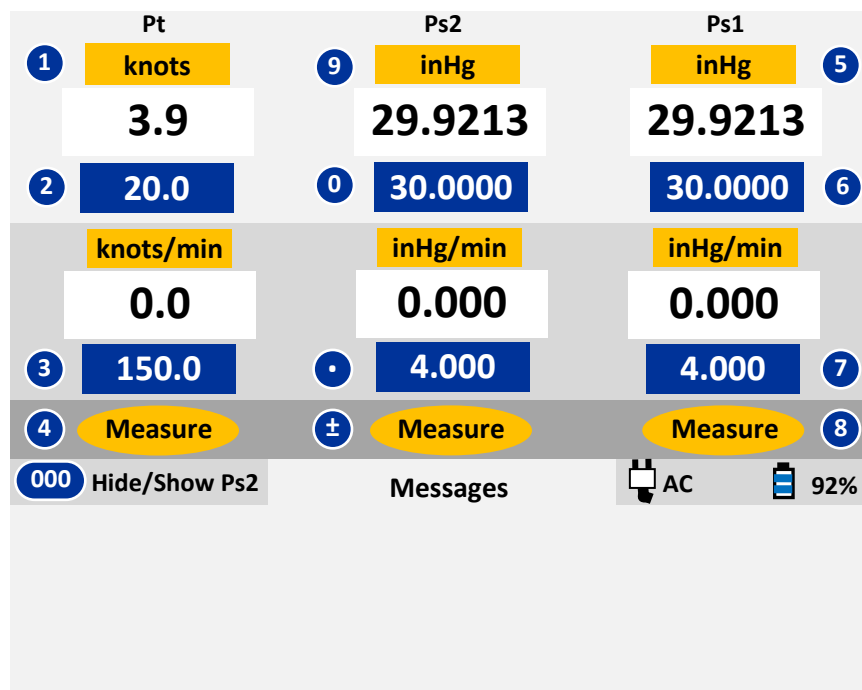 Pt Ps2 Ps1
1 knots 9 inHg inHg 5
3.9 29.9213 29.9213
2 20.0 0 30.0000 30.0000 6
knots/min inHg/min inHg/min
0.0 0.000 0.000
3 150.0 • 4.000 4.000 7
4 Measure ± Measure Measure 8
000 Hide/Show Ps2 Messages AC 92%